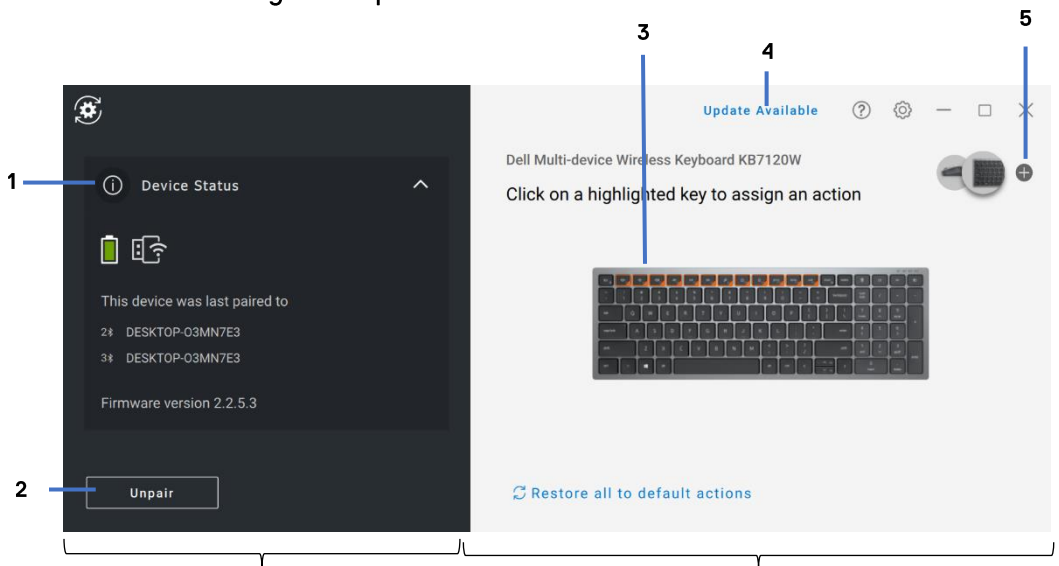 5
3
4
Update Available
Dell Multi-device Wireless Keyboard KB7120W
1
Device Status
Click on a highlighted key to assign an action
This device was last paired to
2 DESKTOP-O3MN7E3
3 DESKTOP-O3MN7E3
Firmware version 2.2.5.3
2
Unpair
Restore all to default actions